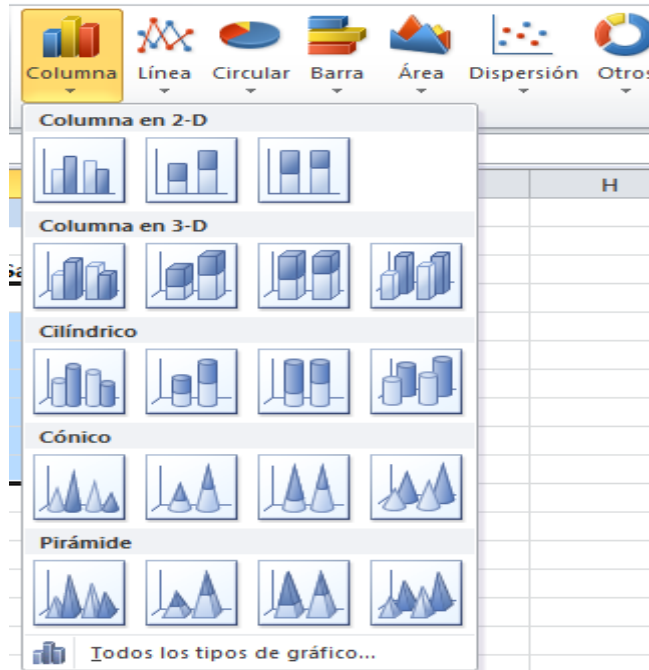 Columna Línea Circular Barra Área Dispersión Otros
Columna en 2-D
H
Columna en 3-D
Sa
Cilíndrico
Cónico
Pirámide
Todos los tipos de gráfico...